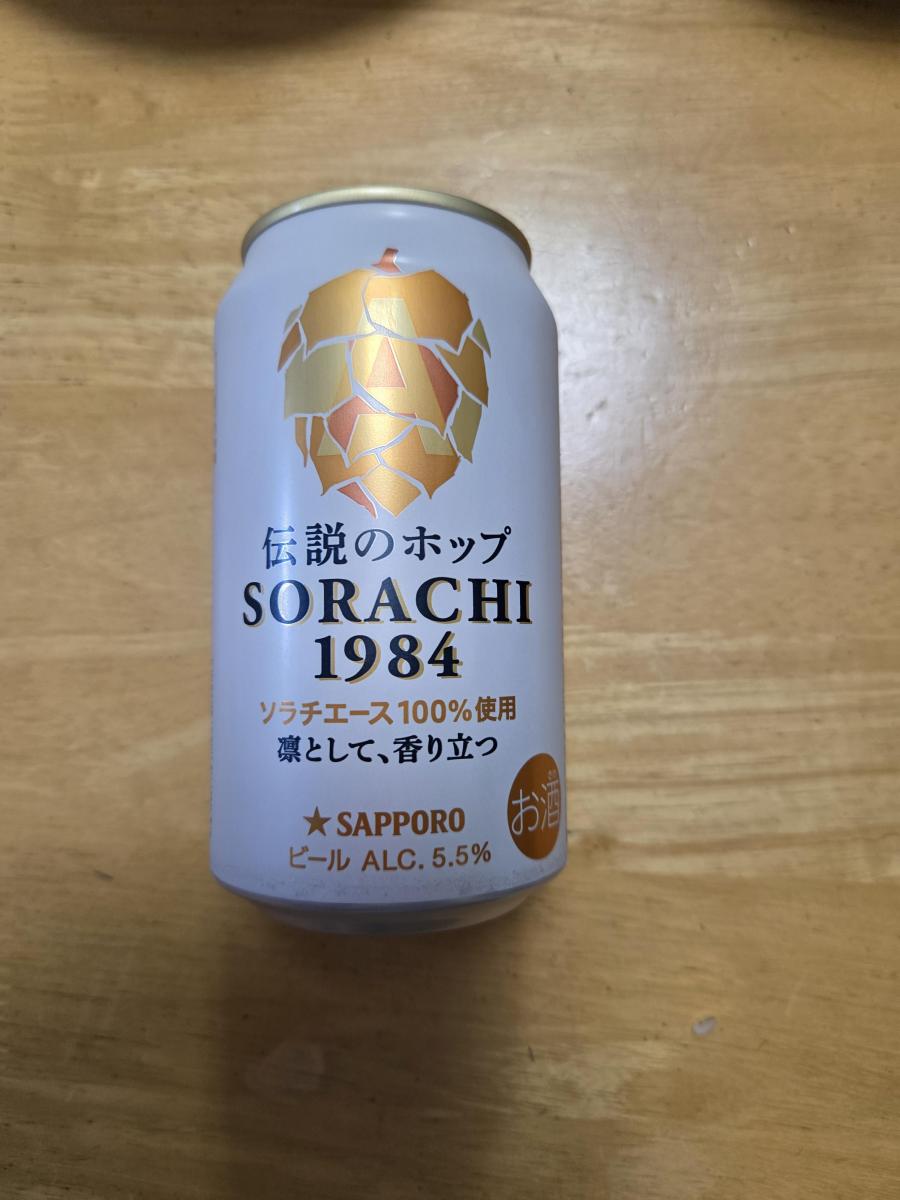 伝説のホップ
SORACHI
1984
ソラチエース100%使用
凛として、香り立つ
お酒
★SAPPORO
ビール ALC. 5.5%